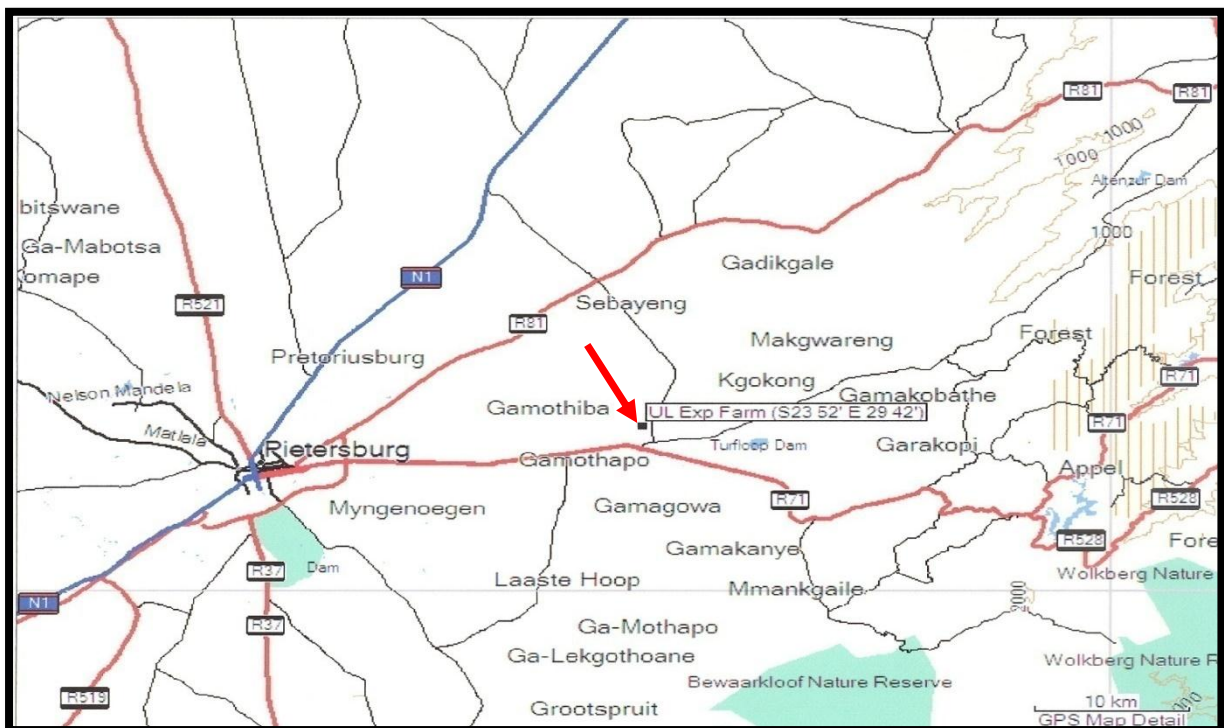 R81
R81
1000
1000
Altenzur Dam
bitswane
1000
Ga-Mabotsa
omape
N1
Gadikgale
Forest
R521
Sebayeng
R81
Makgwareng
Forest
Pretoriusburg
Kgokong
R71
Nelson Mandela
Gamakobathe
Gamothiba
UL Exp Farm (S23 52' E 29 42')
R71
Matlala
Turfloop Dam
Garakopi
Pietersburg
Gamothapo
Appel
R71
R528
Myngenoegen
Gamagowa
R528
Fore
Gamakanye
R37
Dam
Laaste Hoop
Mmankgaile
Wolkberg Nature
N1
2000
R37
Ga-Mothapo
Ga-Lekgothoane
Wolkberg Nature R
Bewaarkloof Nature Reserve
R519
10 km
Grootspruit
GPS Map Detail